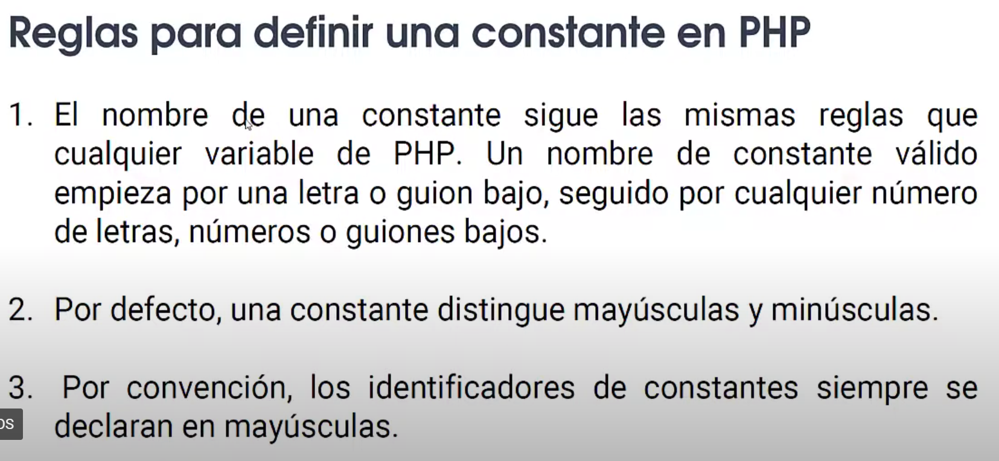 Reglas para definir una constante en PHP
1. El nombre de una constante sigue las mismas reglas que
cualquier variable de PHP. Un nombre de constante válido
empieza por una letra o guion bajo, seguido por cualquier número
de letras, números o guiones bajos.
2. Por defecto, una constante distingue mayúsculas y minúsculas.
3. Por convención, los identificadores de constantes siempre se
declaran en mayúsculas.
os